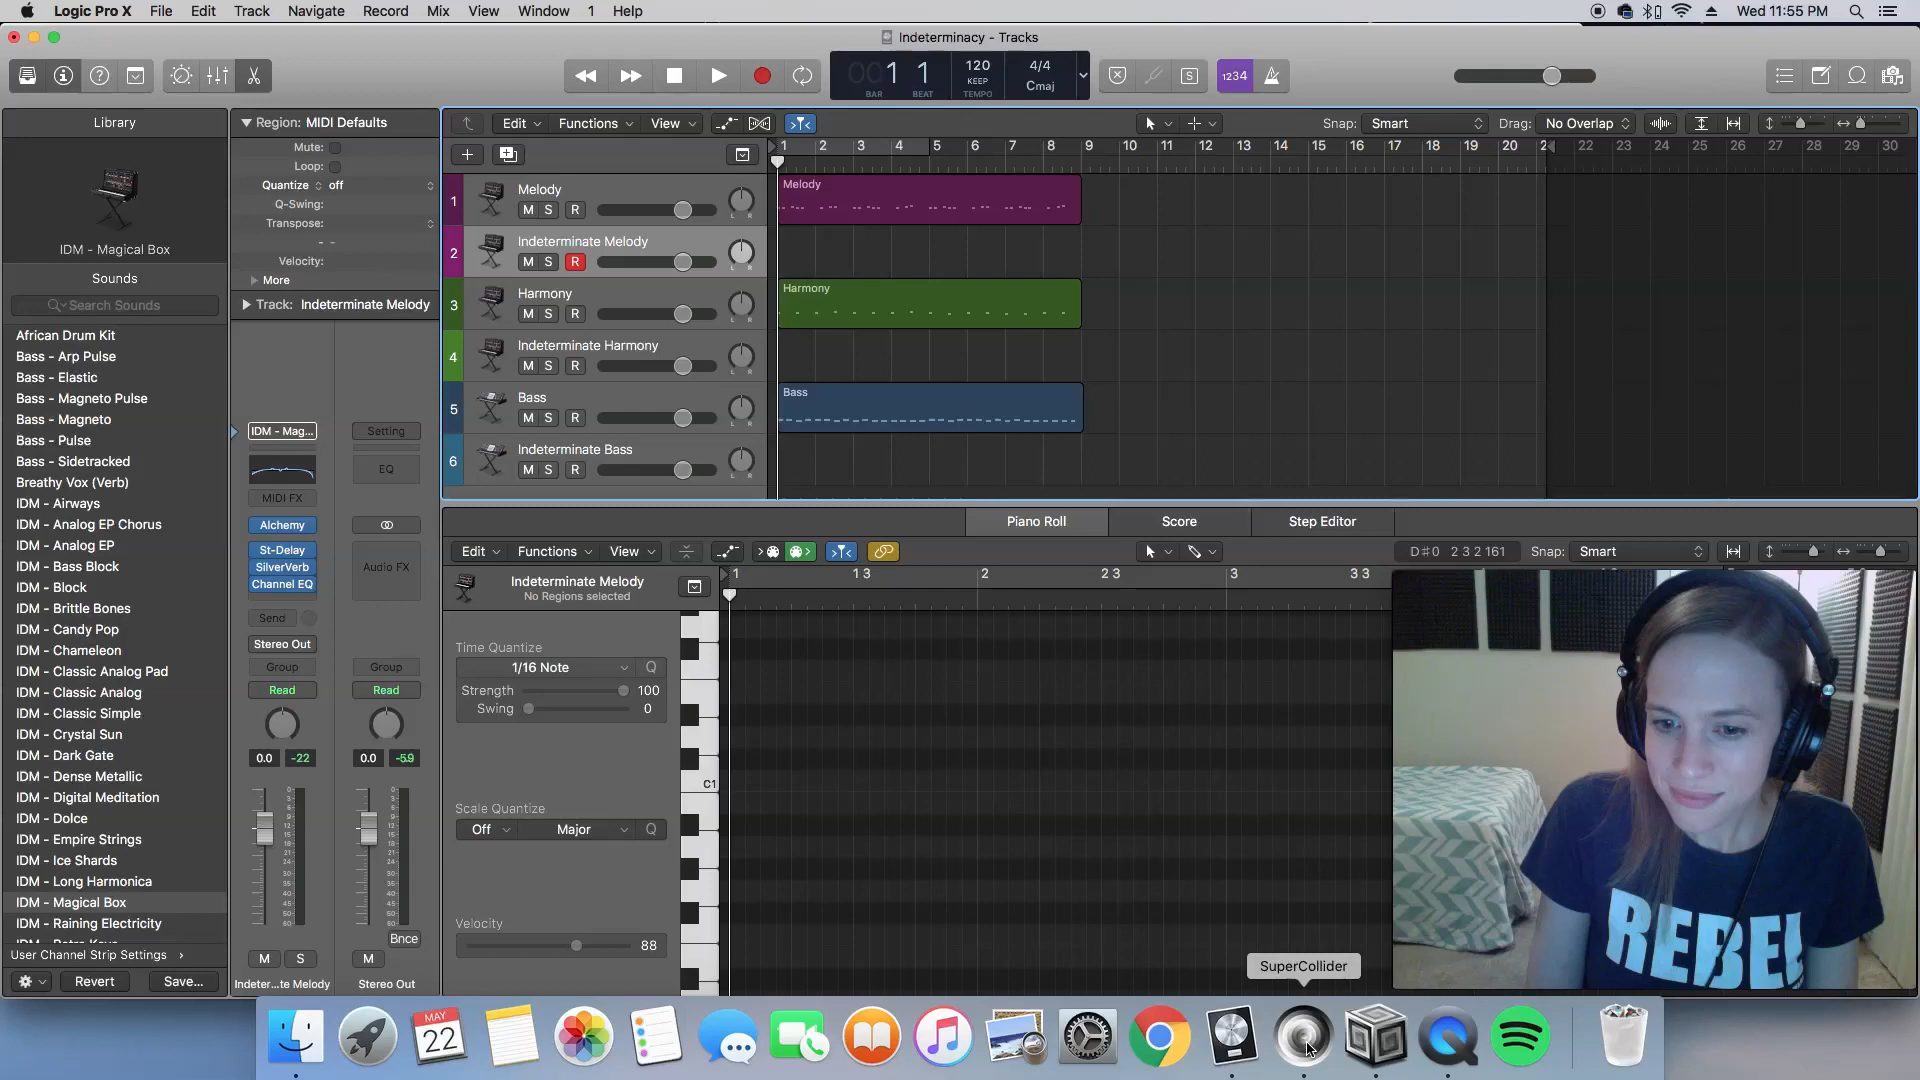 Logic Pro X File Edit Track Navigate Record Mix View Window 1 Help
Wed 11:55 PM
Indeterminacy - Tracks
001 1
BAR BEAT
120
KEEP
TEMPO
4/4
Cmaj
S
1234
Library
IDM - Magical Box
Sounds
Search Sounds
African Drum Kit
Bass - Arp Pulse
Bass - Elastic
Bass - Magneto Pulse
Bass - Magneto
Bass - Pulse
Bass - Sidetracked
Breathy Vox (Verb)
IDM - Airways
IDM - Analog EP Chorus
IDM - Analog EP
IDM - Bass Block
IDM - Block
IDM - Brittle Bones
IDM - Candy Pop
IDM - Chameleon
IDM - Classic Analog Pad
IDM - Classic Analog
IDM - Classic Simple
IDM - Crystal Sun
IDM - Dark Gate
IDM - Dense Metallic
IDM - Digital Meditation
IDM - Dolce
IDM - Empire Strings
IDM - Ice Shards
IDM - Long Harmonica
IDM - Magical Box
IDM - Raining Electricity
User Channel Strip Settings
Revert Save...
Region: MIDI Defaults
Mute:
Loop:
Quantize off
Q-Swing:
Transpose:
Velocity:
More
Track: Indeterminate Melody
IDM - Mag... Setting
EQ
MIDI FX
Alchemy
St-Delay
SilverVerb
Channel EQ
Audio FX
Send
Stereo Out
Group Group
Read Read
0.0 -22 0.0 -5.9
Bnce
M S M
Indeter...te Melody Stereo Out
Edit Functions View
Snap: Smart
Drag: No Overlap
1 2 3 4 5 6 7 8 9 10 11 12 13 14 15 16 17 18 19 20 2 22 23 24 25 26 27 28 29 30
1 Melody
M S R
L R
2 Indeterminate Melody
M S R
L R
3 Harmony
M S R
L R
4 Indeterminate Harmony
M S R
L R
5 Bass
M S R
L R
6 Indeterminate Bass
M S R
L R
Melody
Harmony
Bass
Piano Roll Score Step Editor
Edit Functions View
D♯0 2 3 2 161
Snap: Smart
1 1 3 2 2 3 3 3 3
Indeterminate Melody
No Regions selected
Time Quantize
1/16 Note Q
Strength 100
Swing 0
C1
Scale Quantize
Off Major Q
Velocity
88
REBEL
SuperCollider
MAY
22